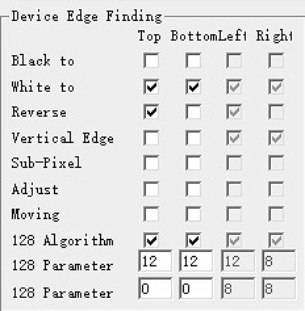 Device Edge Finding
Top Bottom Left Right
Black to
White to
Reverse
Vertical Edge
Sub-Pixel
Adjust
Moving
128 Algorithm
128 Parameter 12 12 12 8
128 Parameter 0 0 8 8